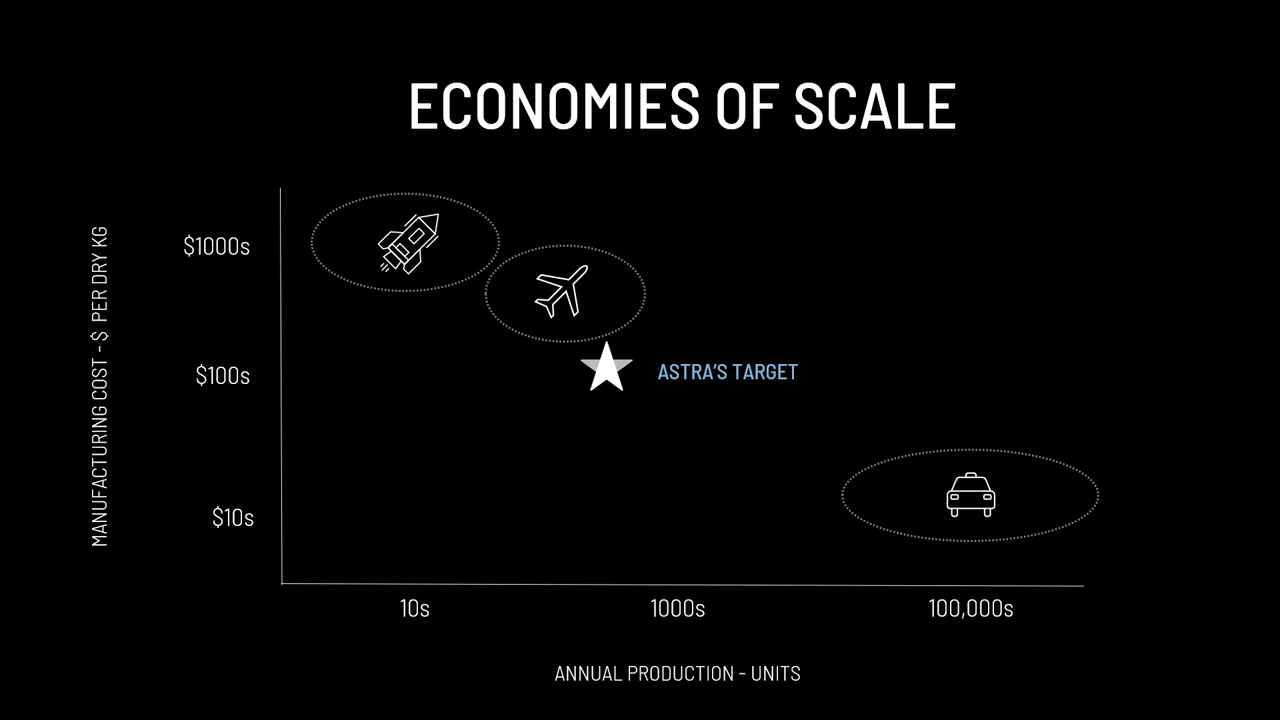 ECONOMIES OF SCALE
MANUFACTURING COST - $ PER DRY KG
$1000s
$100s
$10s
ASTRA'S TARGET
10s
1000s
100,000s
ANNUAL PRODUCTION - UNITS